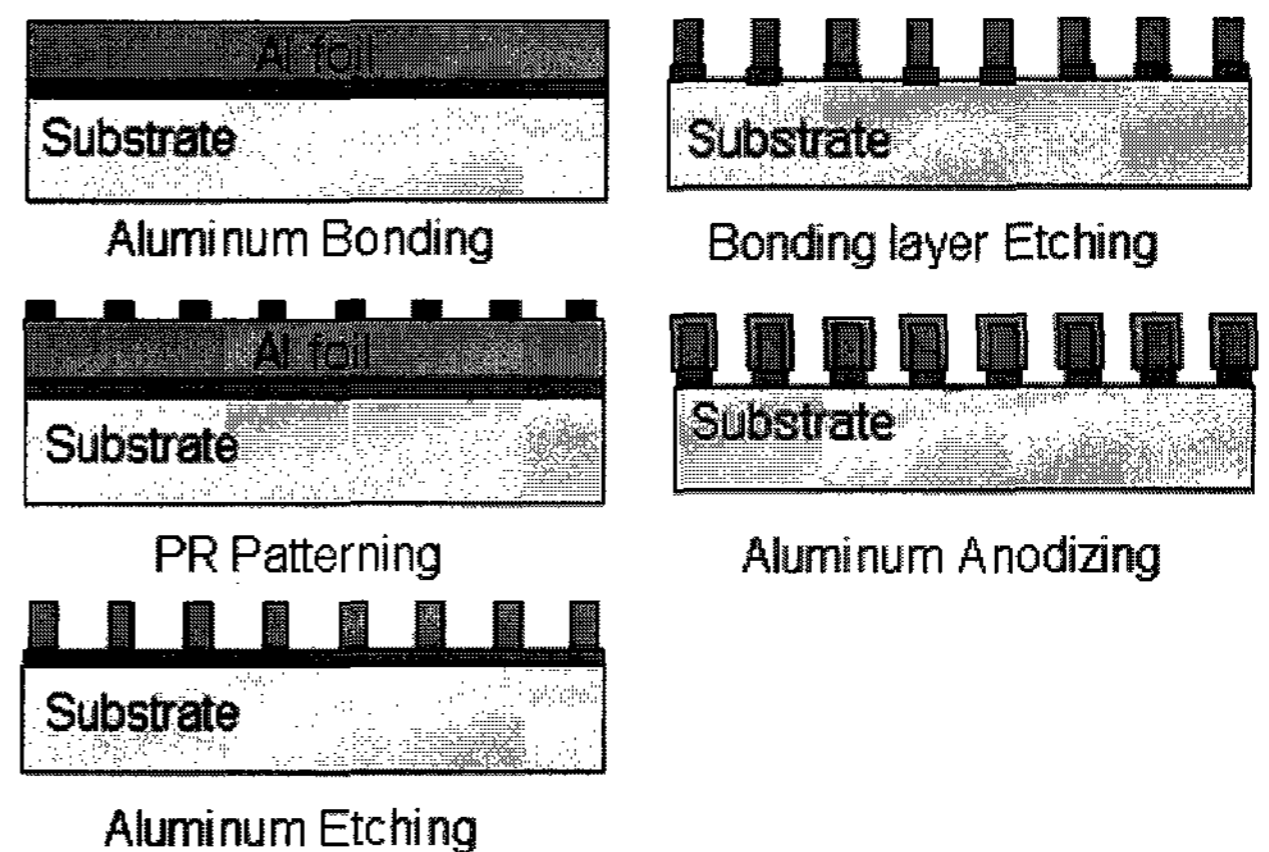 Al foil
Substrate
Aluminum Bonding
Al foil
Substrate
PR Patterning
Substrate
Aluminum Etching
Substrate
Bonding layer Etching
Substrate
Aluminum Anodizing